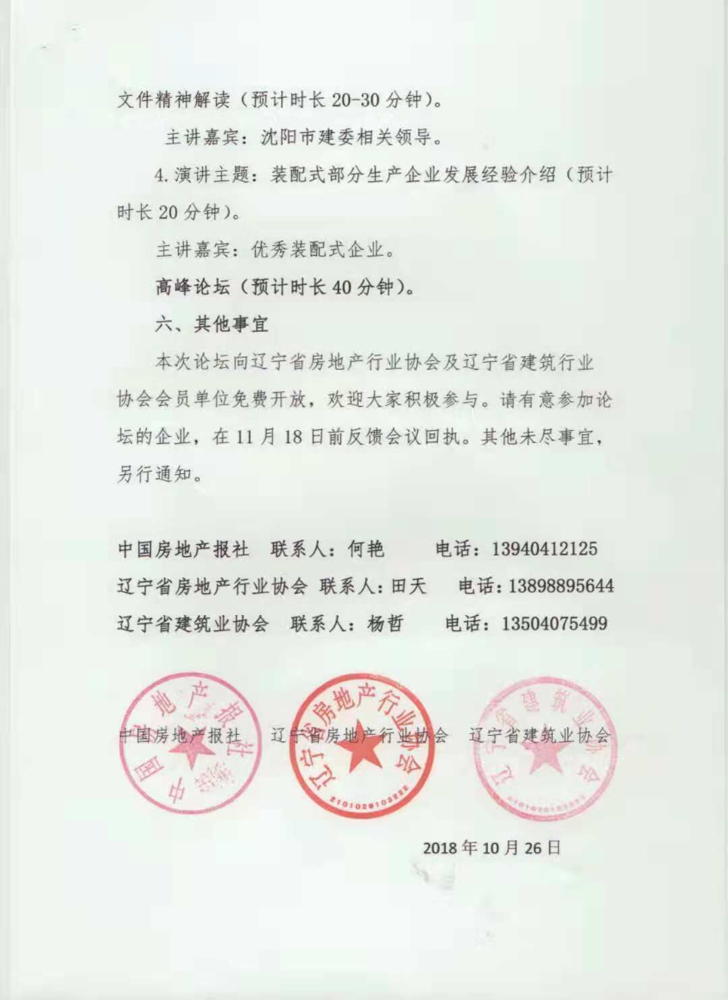 文件精神解读（预计时长 20-30 分钟）。
主讲嘉宾：沈阳市建委相关领导。
4.演讲主题：装配式部分生产企业发展经验介绍（预计
时长 20 分钟）。
主讲嘉宾：优秀装配式企业。
高峰论坛（预计时长 40 分钟）。
六、其他事宜
本次论坛向辽宁省房地产行业协会及辽宁省建筑行业
协会会员单位免费开放，欢迎大家积极参与。请有意参加论
坛的企业，在 11 月 18 日前反馈会议回执。其他未尽事宜，
另行通知。
中国房地产报社 联系人：何艳 电话：13940412125
辽宁省房地产行业协会 联系人：田天 电话：13898895644
辽宁省建筑业协会 联系人：杨哲 电话：13504075499
中国房地产报社 辽宁省房地产行业协会 辽宁省建筑业协会
中国房地产报社
辽宁省房地产行业协会
2101020103222
辽宁省建筑业协会
2018 年 10 月 26 日